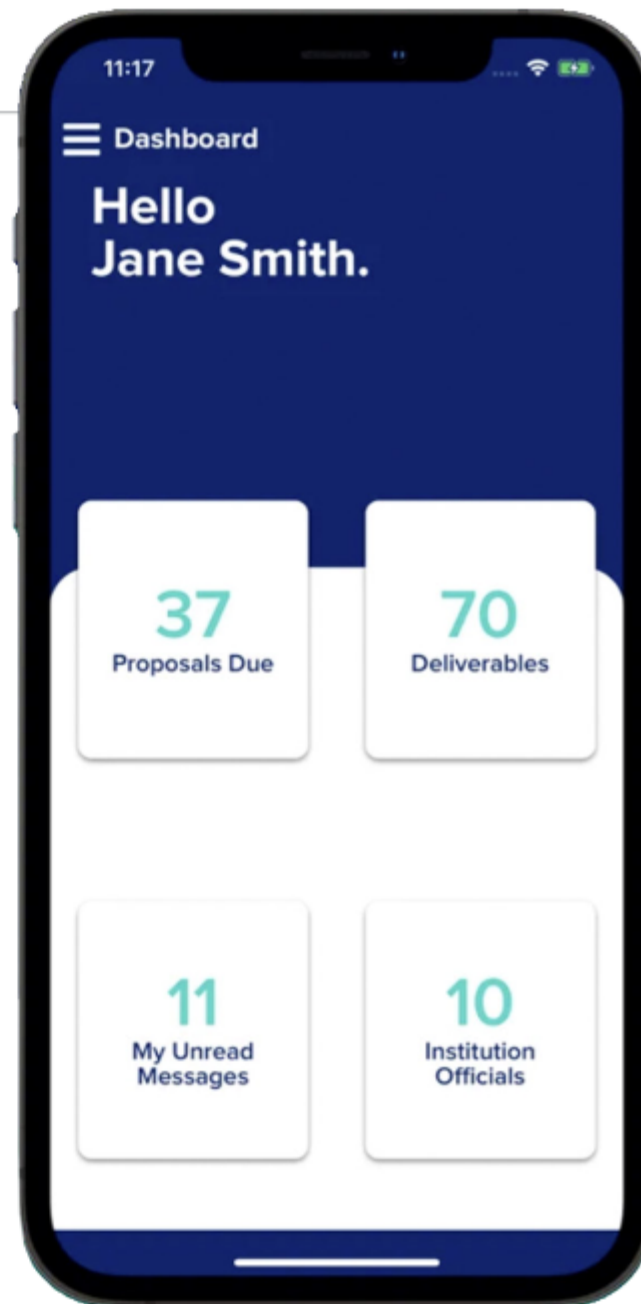 11:17
Dashboard
Hello
Jane Smith.
37
Proposals Due
70
Deliverables
11
My Unread
Messages
10
Institution
Officials